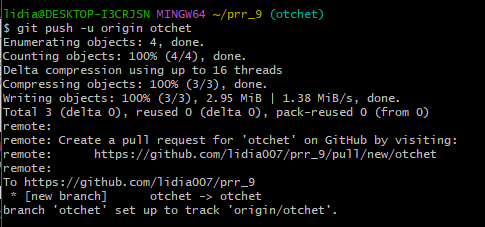 lidia@DESKTOP-I3CRJSN MINGW64 ~/prr_9 (otchet)
$ git push -u origin otchet
Enumerating objects: 4, done.
Counting objects: 100% (4/4), done.
Delta compression using up to 16 threads
Compressing objects: 100% (3/3), done.
Writing objects: 100% (3/3), 2.95 MiB | 1.38 MiB/s, done.
Total 3 (delta 0), reused 0 (delta 0), pack-reused 0 (from 0)
remote:
remote: Create a pull request for 'otchet' on GitHub by visiting:
remote:      https://github.com/lidia007/prr_9/pull/new/otchet
remote:
To https://github.com/lidia007/prr_9
 * [new branch]      otchet -> otchet
branch 'otchet' set up to track 'origin/otchet'.